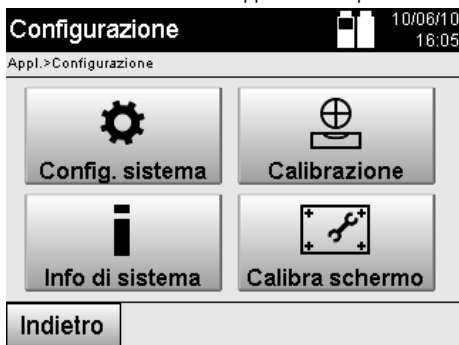 Configurazione
10/06/10
16:05
Appl.>Configurazione
Config. sistema
Calibrazione
Info di sistema
Calibra schermo
Indietro